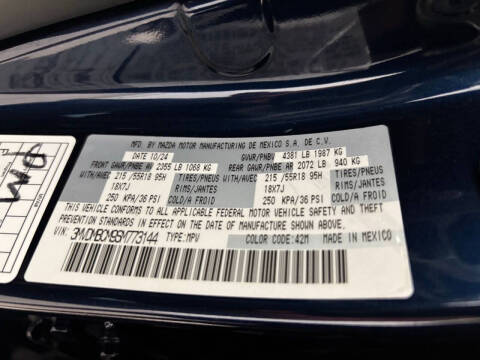 MFD. BY MAZDA MOTOR MANUFACTURING DE MEXICO S.A. DE C.V.
DATE 10/24 GVWR/PNBV 4381 LB 1987 KG
FRONT GAWR/PNBE AV 2355 LB 1068 KG REAR GAWR/PNBE AR 2072 LB 940 KG
WITH/AVEC 215 /55R18 95H TIRES/PNEUS WITH/AVEC 215 /55R18 95H TIRES/PNEUS
18X7J RIMS/JANTES 18X7J RIMS/JANTES
250 KPA/36 PSI COLD/A FROID 250 KPA/36 PSI COLD/A FROID
THIS VEHICLE CONFORMS TO ALL APPLICABLE FEDERAL MOTOR VEHICLE SAFETY AND THEFT
PREVENTION STANDARDS IN EFFECT ON THE DATE OF MANUFACTURE SHOWN ABOVE.
VIN: TYPE: MPV COLOR CODE: 42M MADE IN MEXICO